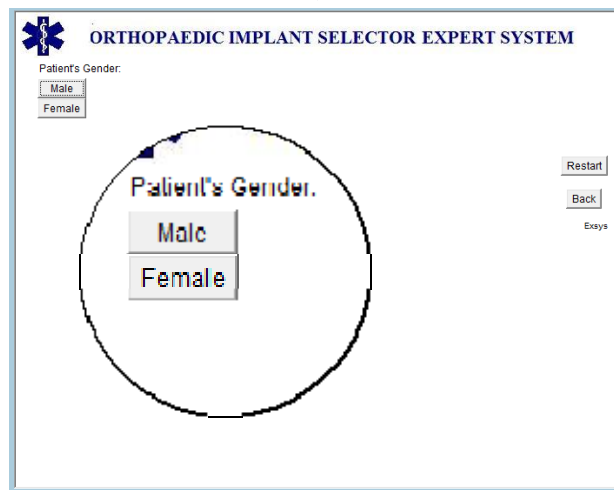 ORTHOPAEDIC IMPLANT SELECTOR EXPERT SYSTEM
Patient's Gender:
Male
Female
Patient's Gender.
Male
Female
Restart
Back
Exsys